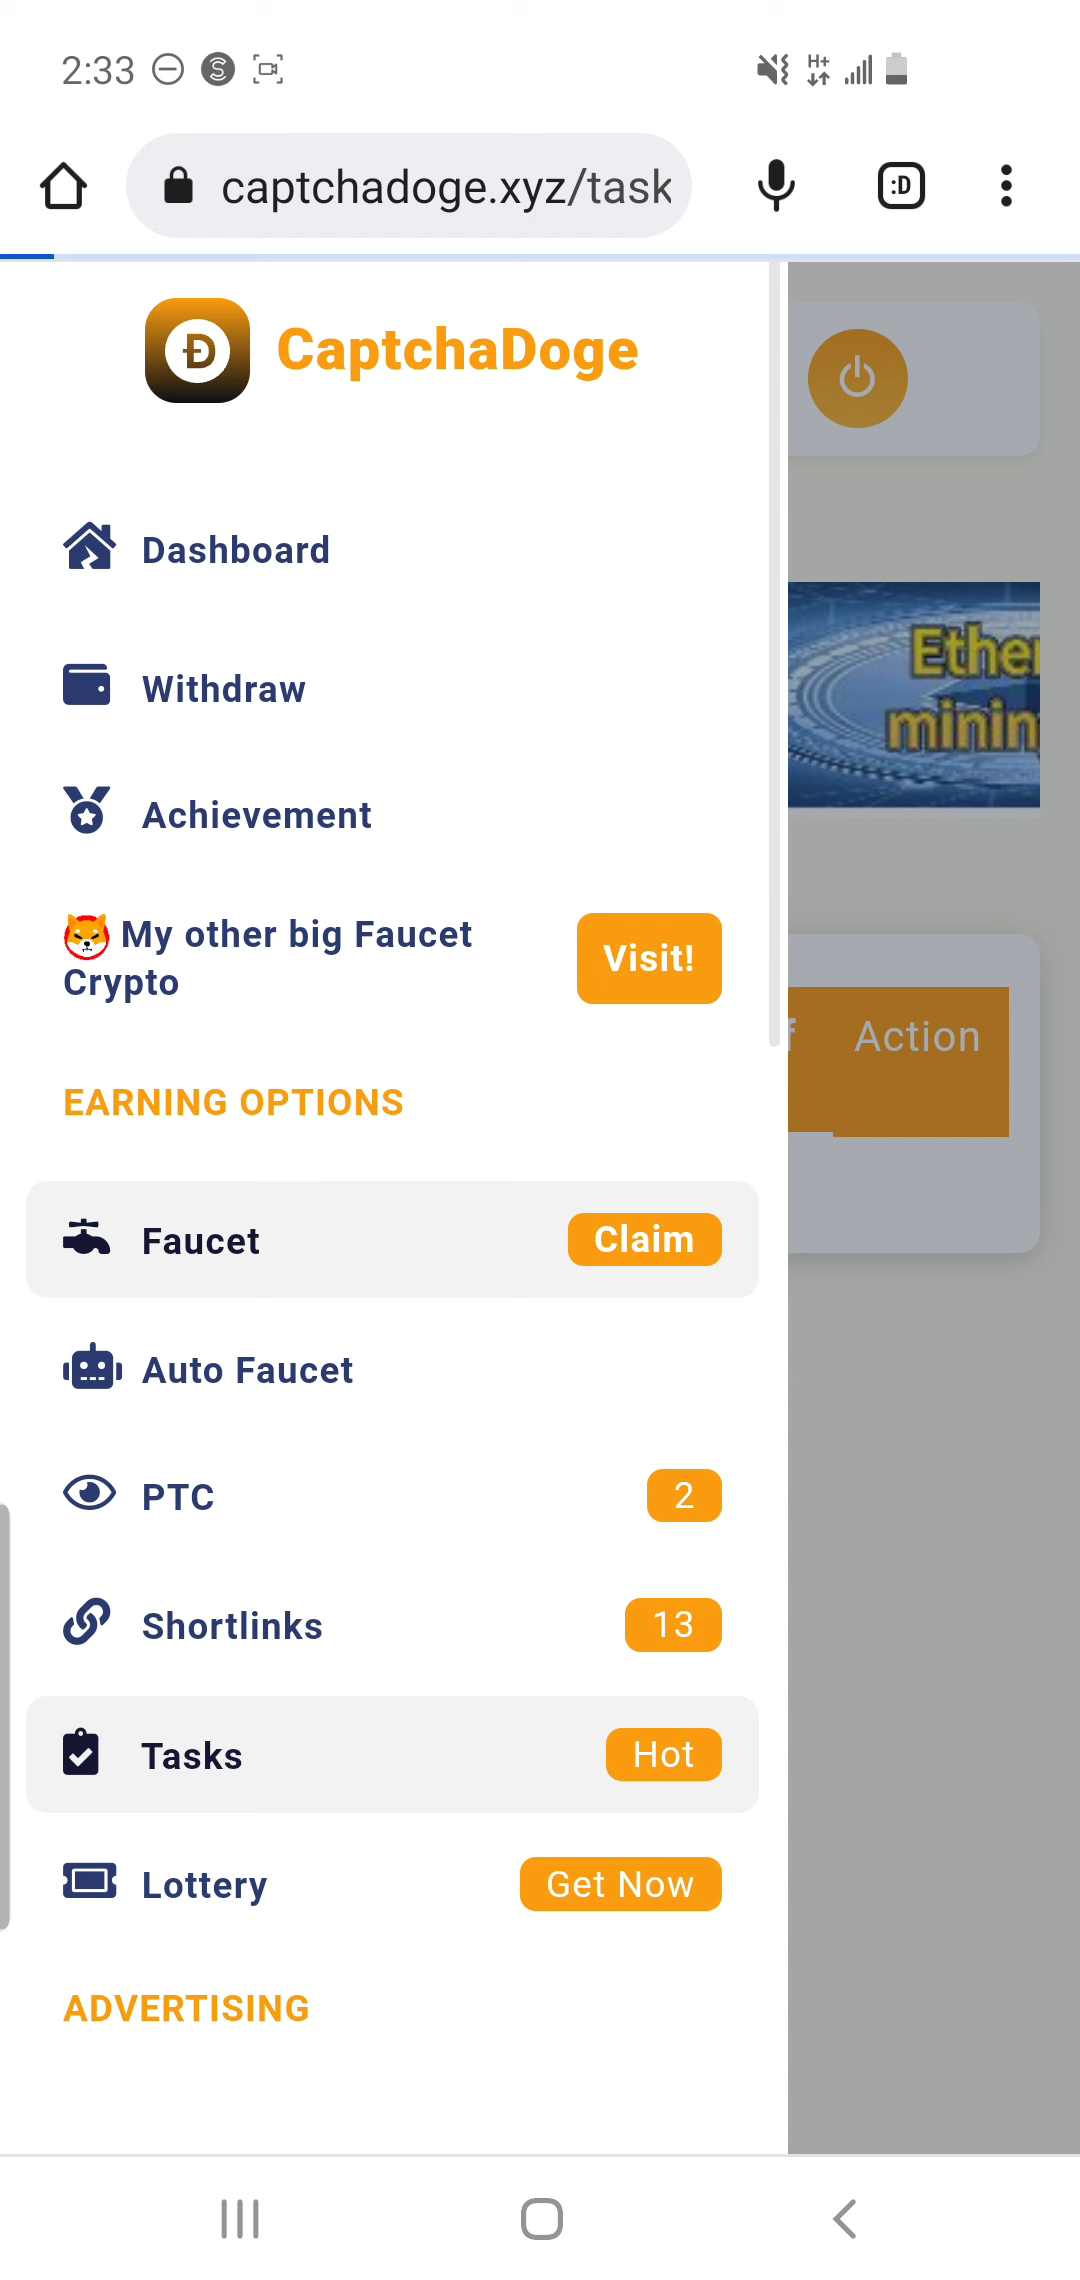 2:33
H+
captchadoge.xyz/task
:D
CaptchaDoge
Dashboard
Withdraw
Ether
minin
Achievement
My other big Faucet
Crypto
Visit!
f
Action
EARNING OPTIONS
Faucet
Claim
Auto Faucet
PTC
2
Shortlinks
13
Tasks
Hot
Lottery
Get Now
ADVERTISING